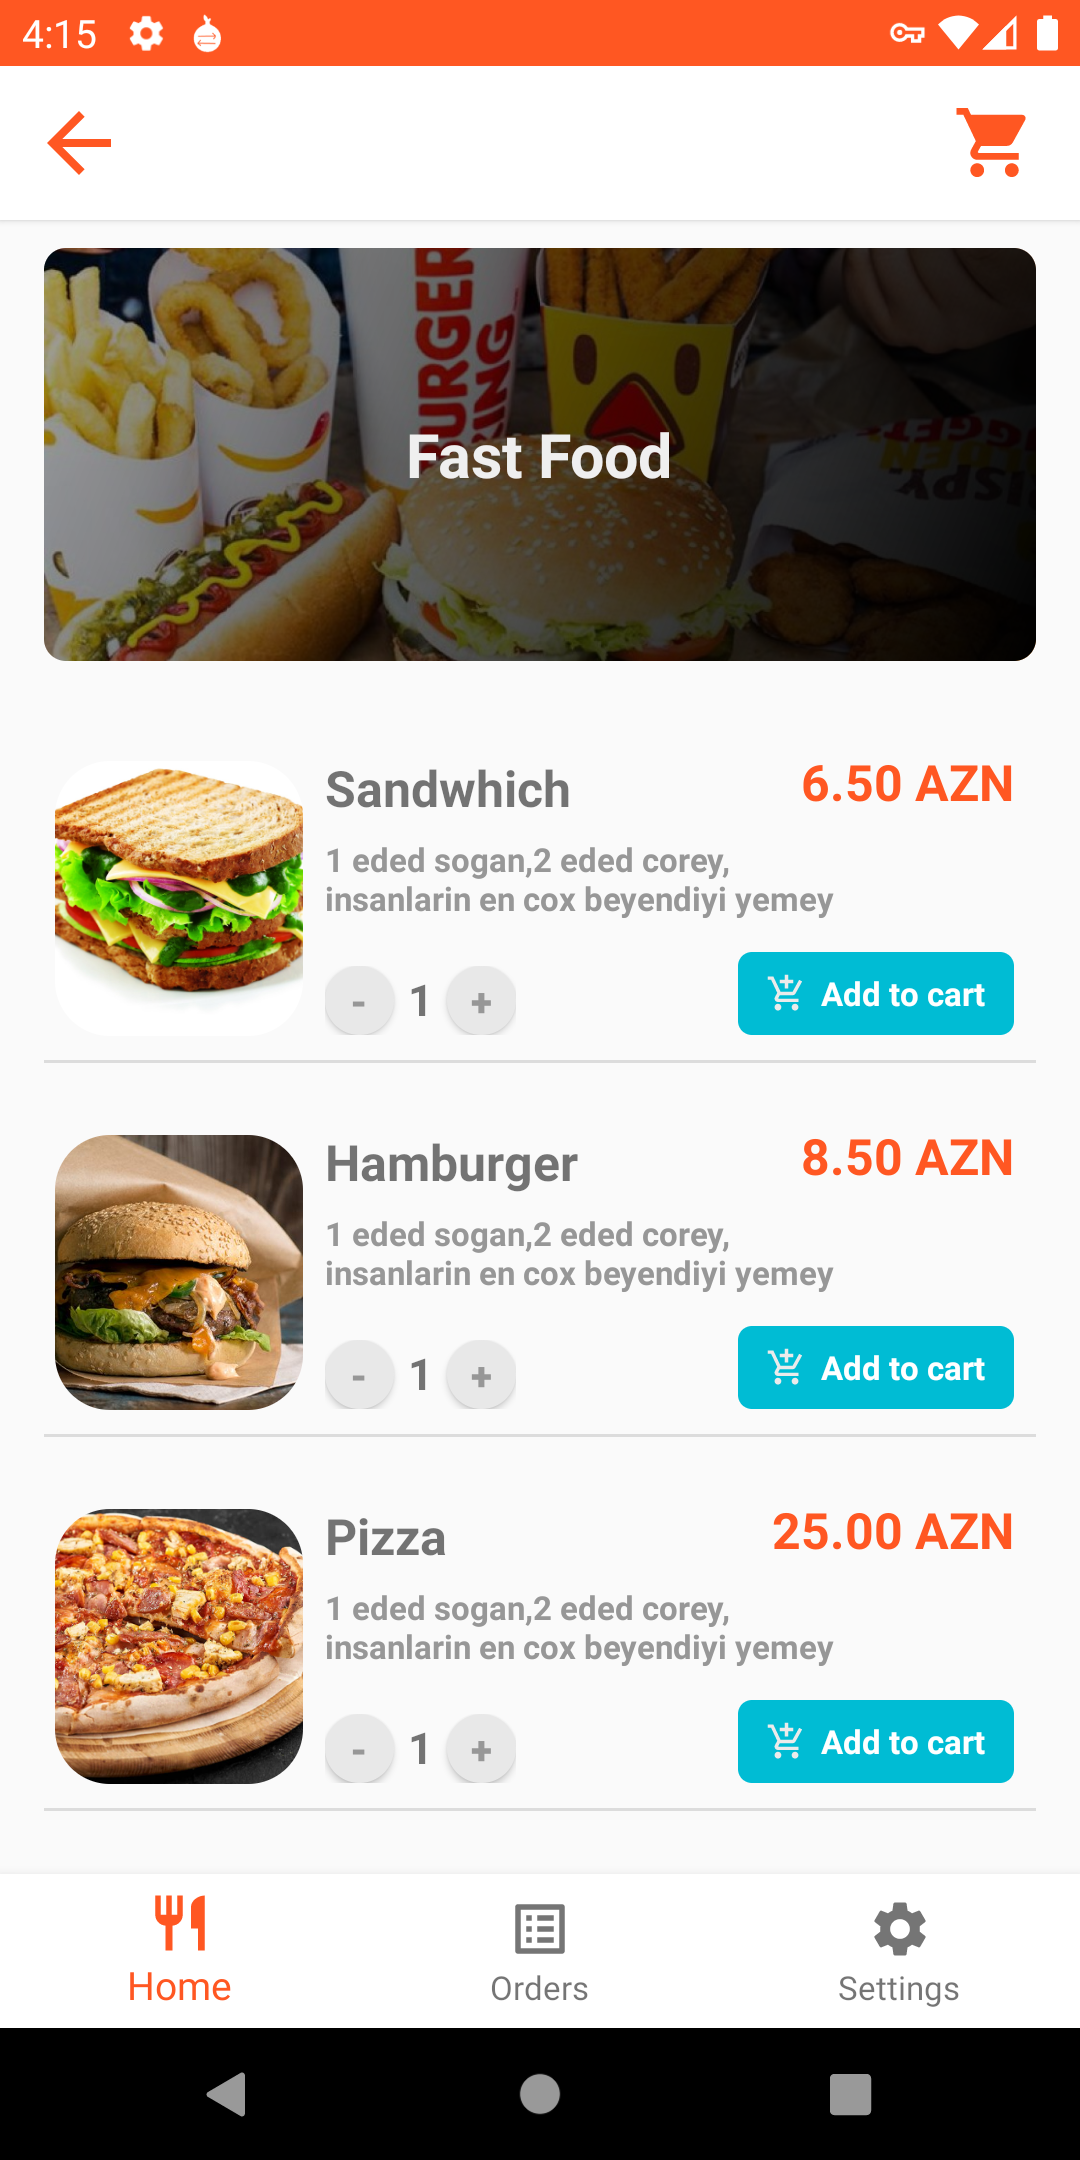 4:15
BURGER
KING
Fast Food
Sandwhich
6.50 AZN
1 eded sogan,2 eded corey,
insanlarin en cox beyendiyi yemey
- 1 +
Add to cart
Hamburger
8.50 AZN
1 eded sogan,2 eded corey,
insanlarin en cox beyendiyi yemey
- 1 +
Add to cart
Pizza
25.00 AZN
1 eded sogan,2 eded corey,
insanlarin en cox beyendiyi yemey
- 1 +
Add to cart
Home
Orders
Settings